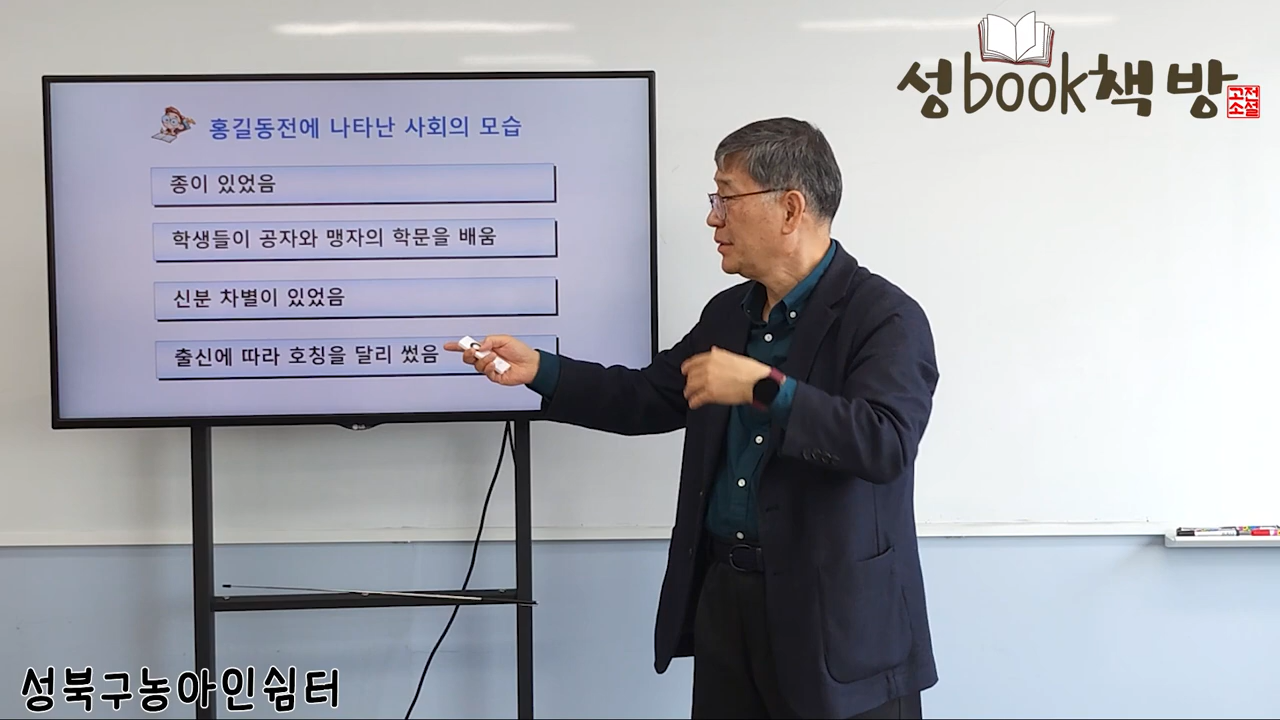 성book책방
고전
소설
홍길동전에 나타난 사회의 모습
종이 있었음
학생들이 공자와 맹자의 학문을 배움
신분 차별이 있었음
출신에 따라 호칭을 달리 썼음
LG
성북구농아인쉼터